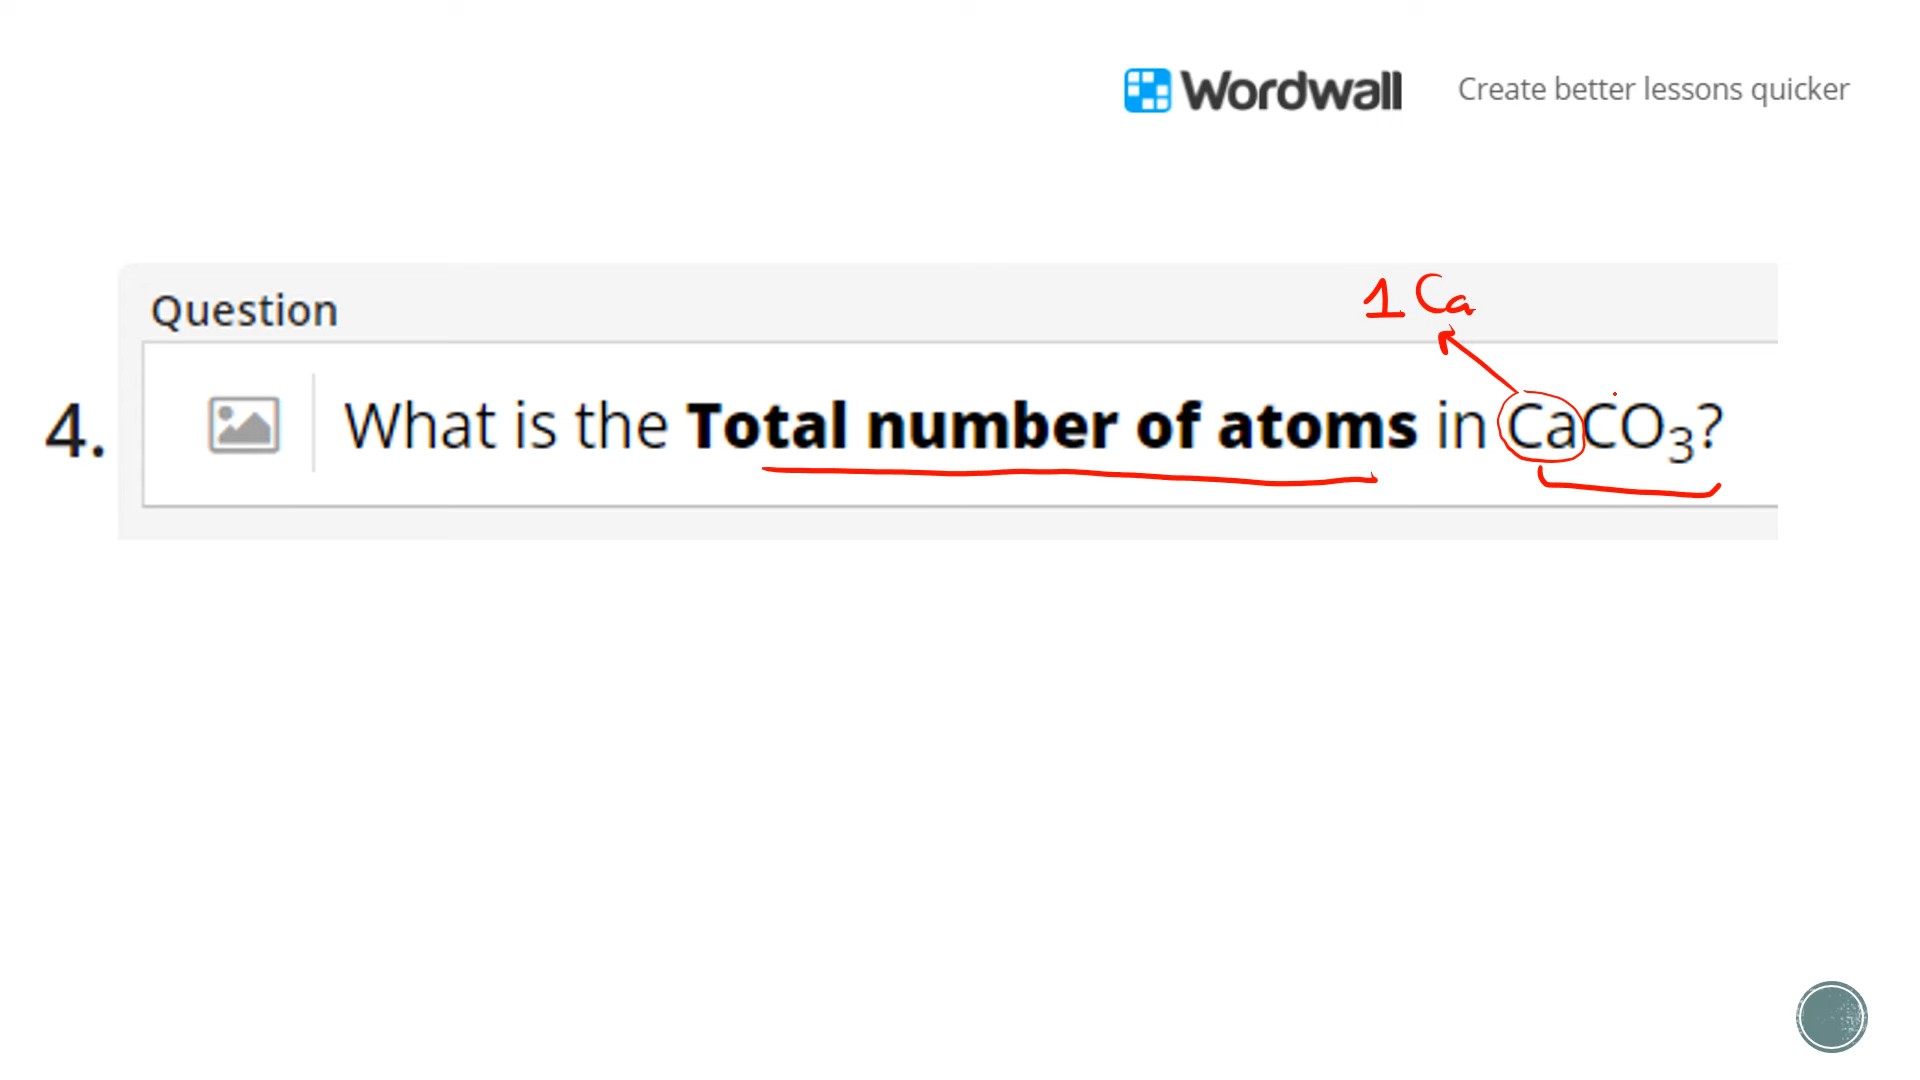 Wordwall Create better lessons quicker
Question
1 Ca
4. What is the Total number of atoms in CaCO₃?